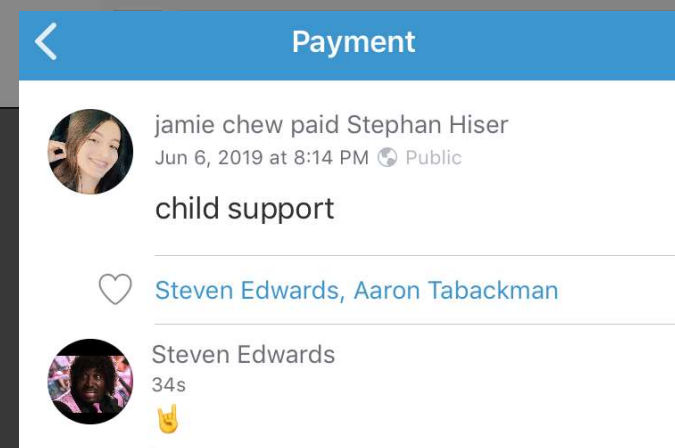 Payment
jamie chew paid Stephan Hiser
Jun 6, 2019 at 8:14 PM Public
child support
Steven Edwards, Aaron Tabackman
Steven Edwards
34s
🤘